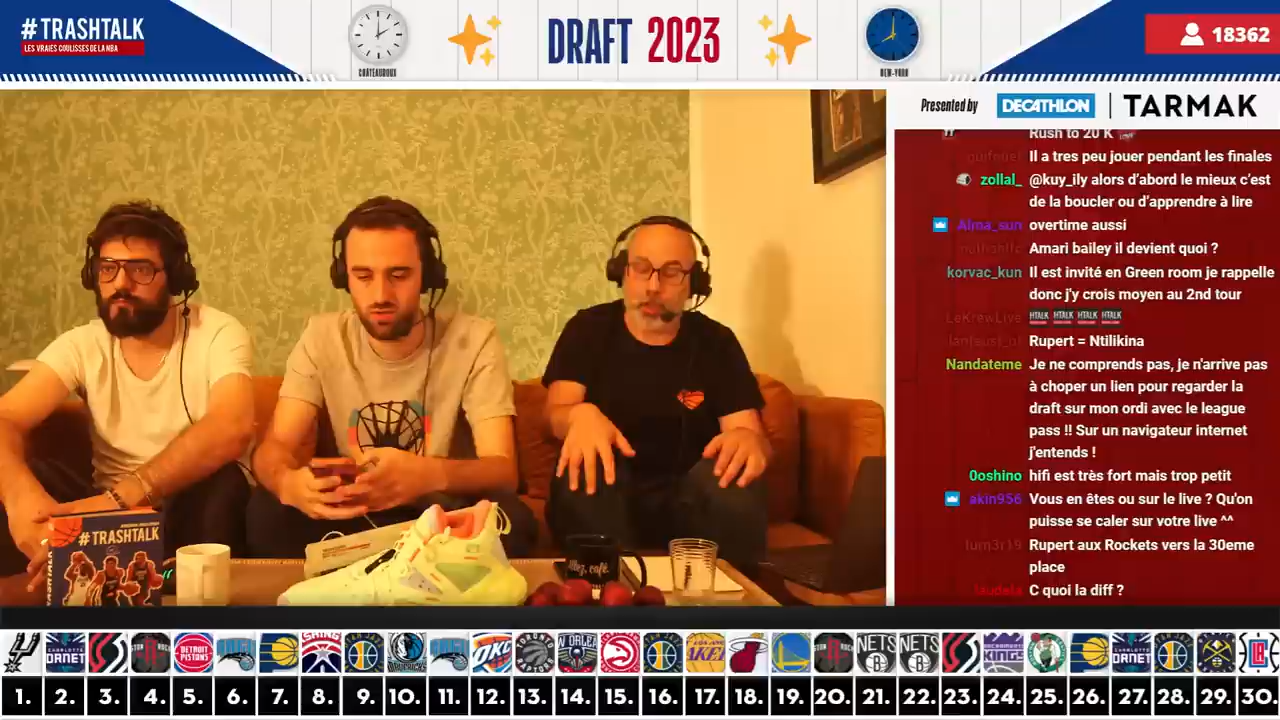 #TRASHTALK
LES VRAIES COULISSES DE LA NBA
CHÂTEAUROUX
DRAFT 2023
NEW-YORK
18362
Presented by DECATHLON | TARMAK
Rush to 20 K
Il a tres peu jouer pendant les finales
zollal_ @kuy_ily alors d'abord le mieux c'est
de la boucler ou d'apprendre à lire
Alma_sun overtime aussi
Amari bailey il devient quoi ?
korvac_kun Il est invité en Green room je rappelle
donc j'y crois moyen au 2nd tour
LeKrewLive
Rupert = Ntilikina
Nandateme Je ne comprends pas, je n'arrive pas
à choper un lien pour regarder la
draft sur mon ordi avec le league
pass !! Sur un navigateur internet
j'entends !
0oshino hifi est très fort mais trop petit
akin956 Vous en êtes ou sur le live ? Qu'on
puisse se caler sur votre live ^^
lum3r19 Rupert aux Rockets vers la 30eme
place
C quoi la diff ?
#TRASHTALK
Allez, café.
DETROIT PISTONS
OKC
NETS
NETS
KINGS
1. 2. 3. 4. 5. 6. 7. 8. 9. 10. 11. 12. 13. 14. 15. 16. 17. 18. 19. 20. 21. 22. 23. 24. 25. 26. 27. 28. 29. 30.